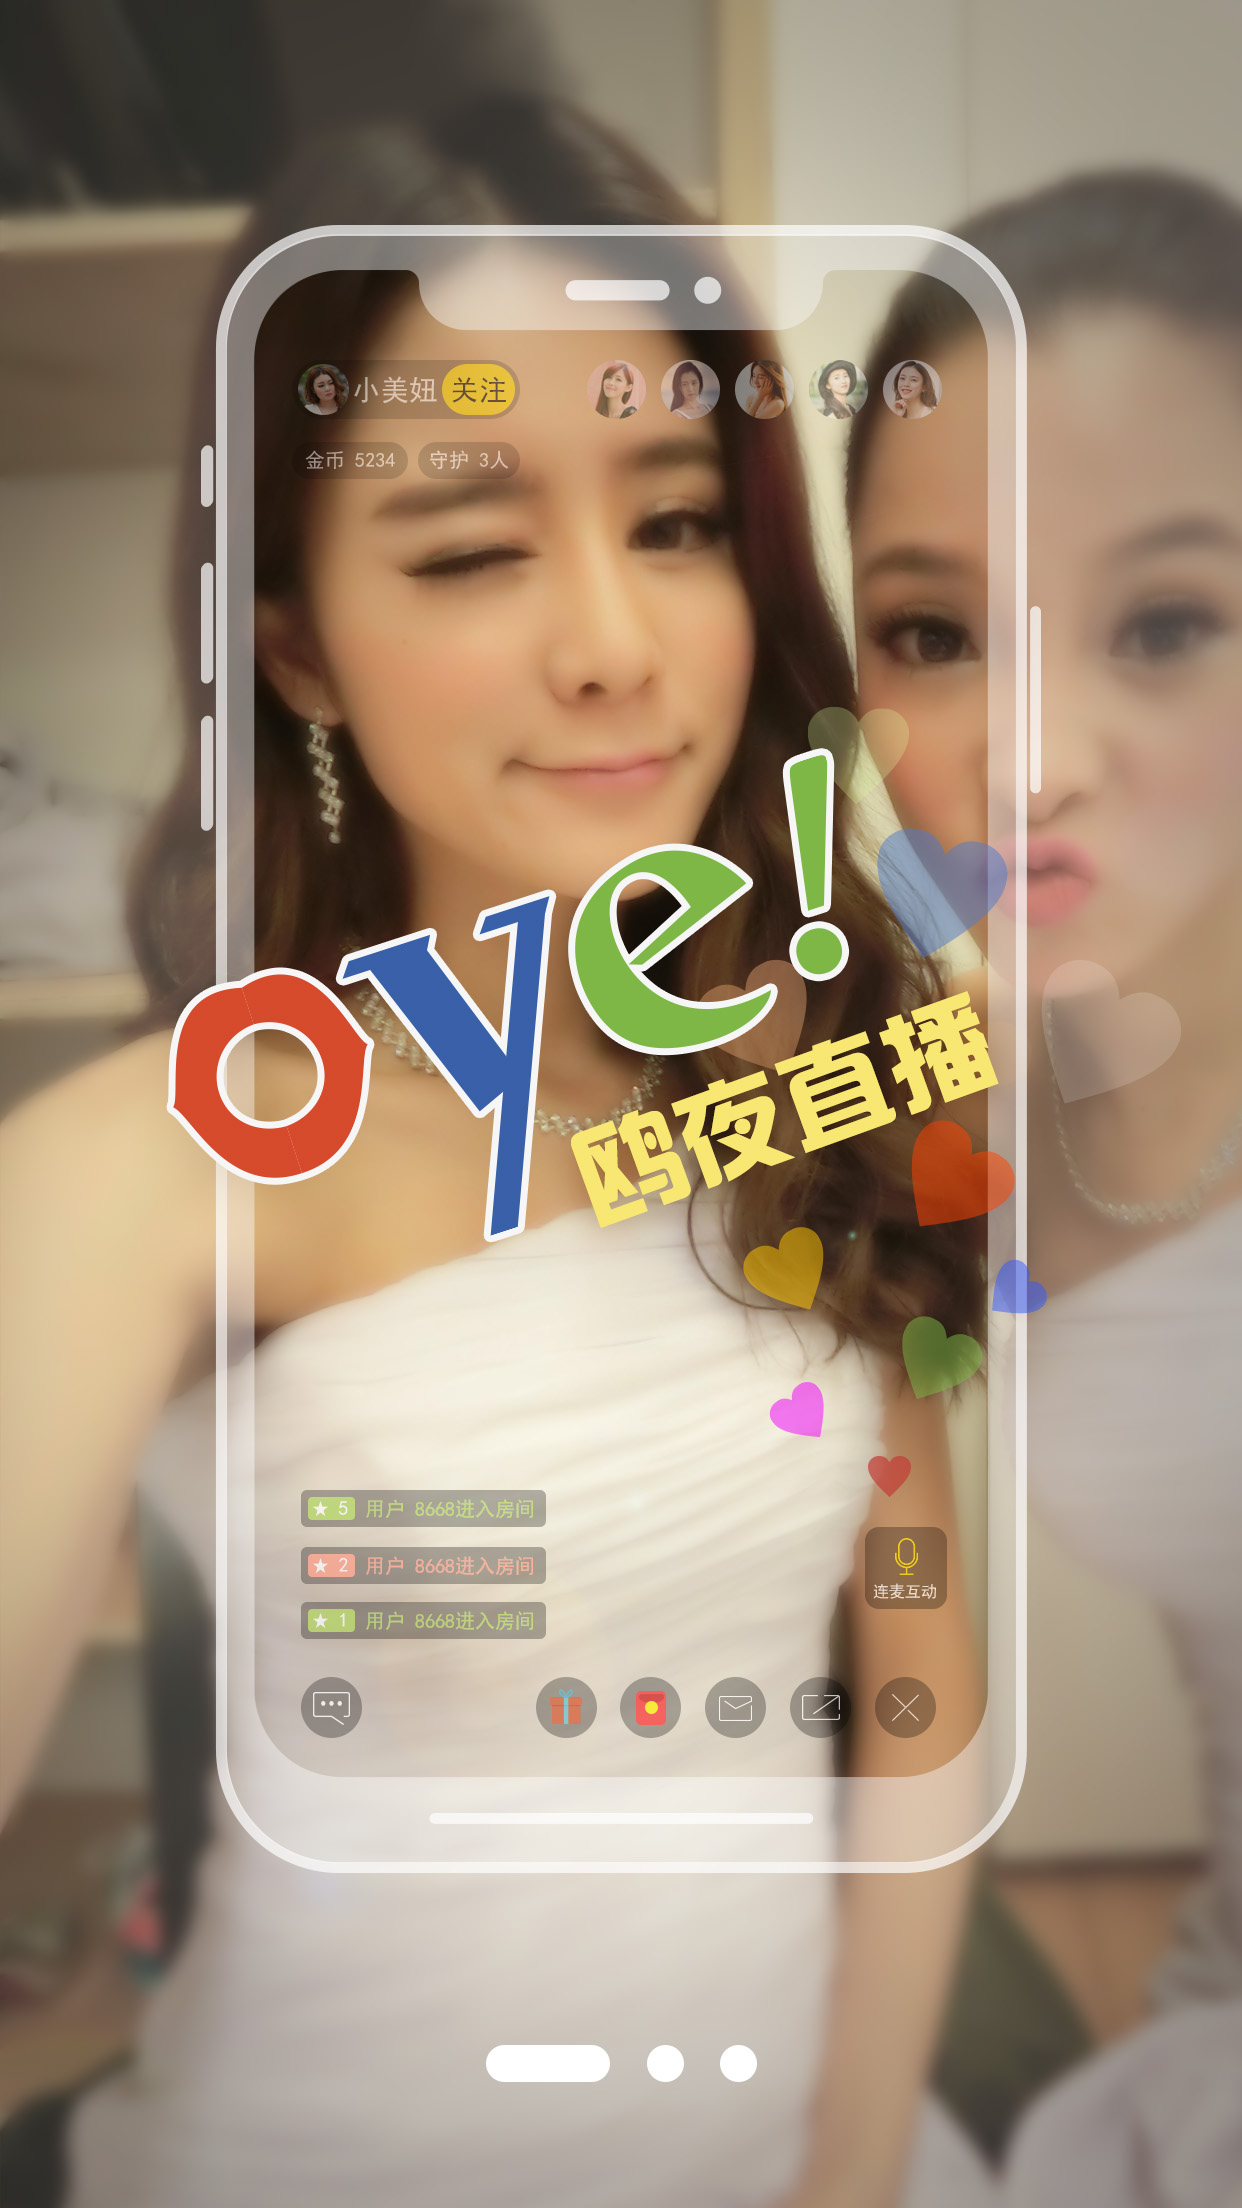 小美妞 关注
金币 5234 守护 3人
oye!
鸥夜直播
5 用户 8668进入房间
2 用户 8668进入房间
1 用户 8668进入房间
连麦互动